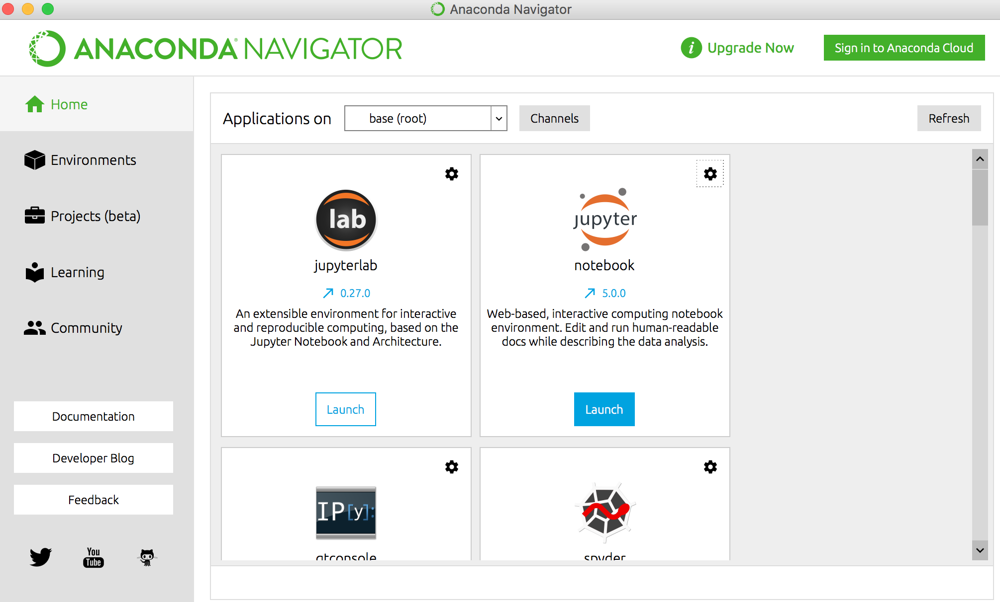 Anaconda Navigator
ANACONDA® NAVIGATOR
i Upgrade Now
Sign in to Anaconda Cloud
Home
Environments
Projects (beta)
Learning
Community
Documentation
Developer Blog
Feedback
You
Tube
Applications on
base (root)
Channels
Refresh
lab
jupyterlab
0.27.0
An extensible environment for interactive
and reproducible computing, based on the
Jupyter Notebook and Architecture.
Launch
jupyter
notebook
5.0.0
Web-based, interactive computing notebook
environment. Edit and run human-readable
docs while describing the data analysis.
Launch
IP[y]:
qtconsole
spyder